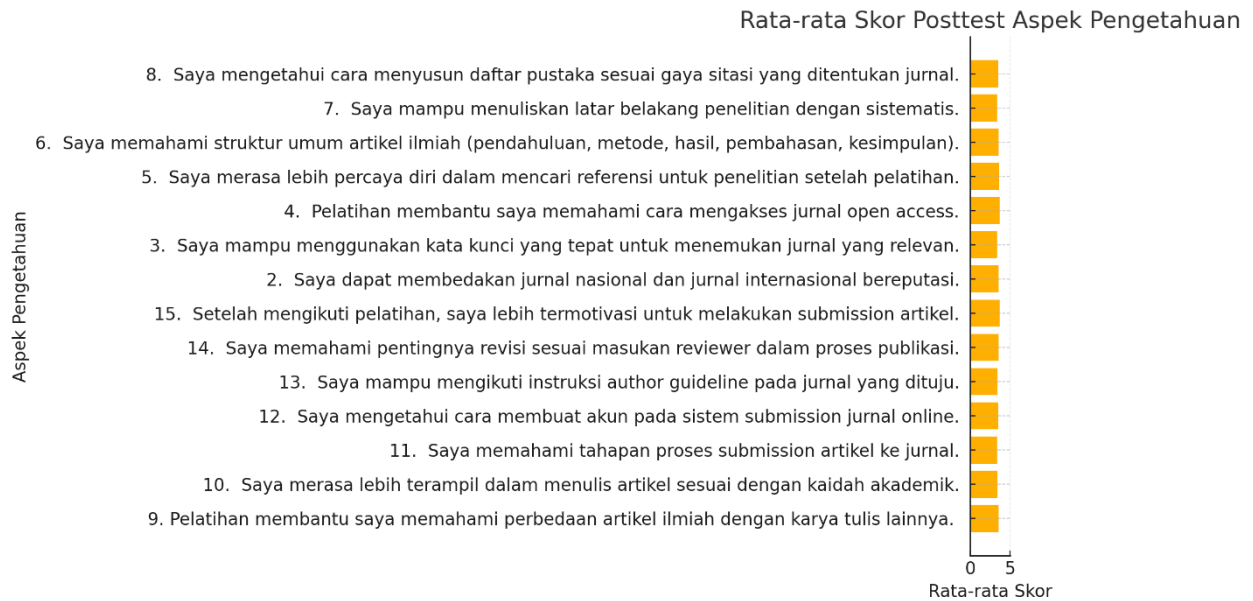 Rata-rata Skor Posttest Aspek Pengetahuan
Aspek Pengetahuan
8. Saya mengetahui cara menyusun daftar pustaka sesuai gaya sitasi yang ditentukan jurnal.
7. Saya mampu menuliskan latar belakang penelitian dengan sistematis.
6. Saya memahami struktur umum artikel ilmiah (pendahuluan, metode, hasil, pembahasan, kesimpulan).
5. Saya merasa lebih percaya diri dalam mencari referensi untuk penelitian setelah pelatihan.
4. Pelatihan membantu saya memahami cara mengakses jurnal open access.
3. Saya mampu menggunakan kata kunci yang tepat untuk menemukan jurnal yang relevan.
2. Saya dapat membedakan jurnal nasional dan jurnal internasional bereputasi.
15. Setelah mengikuti pelatihan, saya lebih termotivasi untuk melakukan submission artikel.
14. Saya memahami pentingnya revisi sesuai masukan reviewer dalam proses publikasi.
13. Saya mampu mengikuti instruksi author guideline pada jurnal yang dituju.
12. Saya mengetahui cara membuat akun pada sistem submission jurnal online.
11. Saya memahami tahapan proses submission artikel ke jurnal.
10. Saya merasa lebih terampil dalam menulis artikel sesuai dengan kaidah akademik.
9. Pelatihan membantu saya memahami perbedaan artikel ilmiah dengan karya tulis lainnya.
0 5
Rata-rata Skor